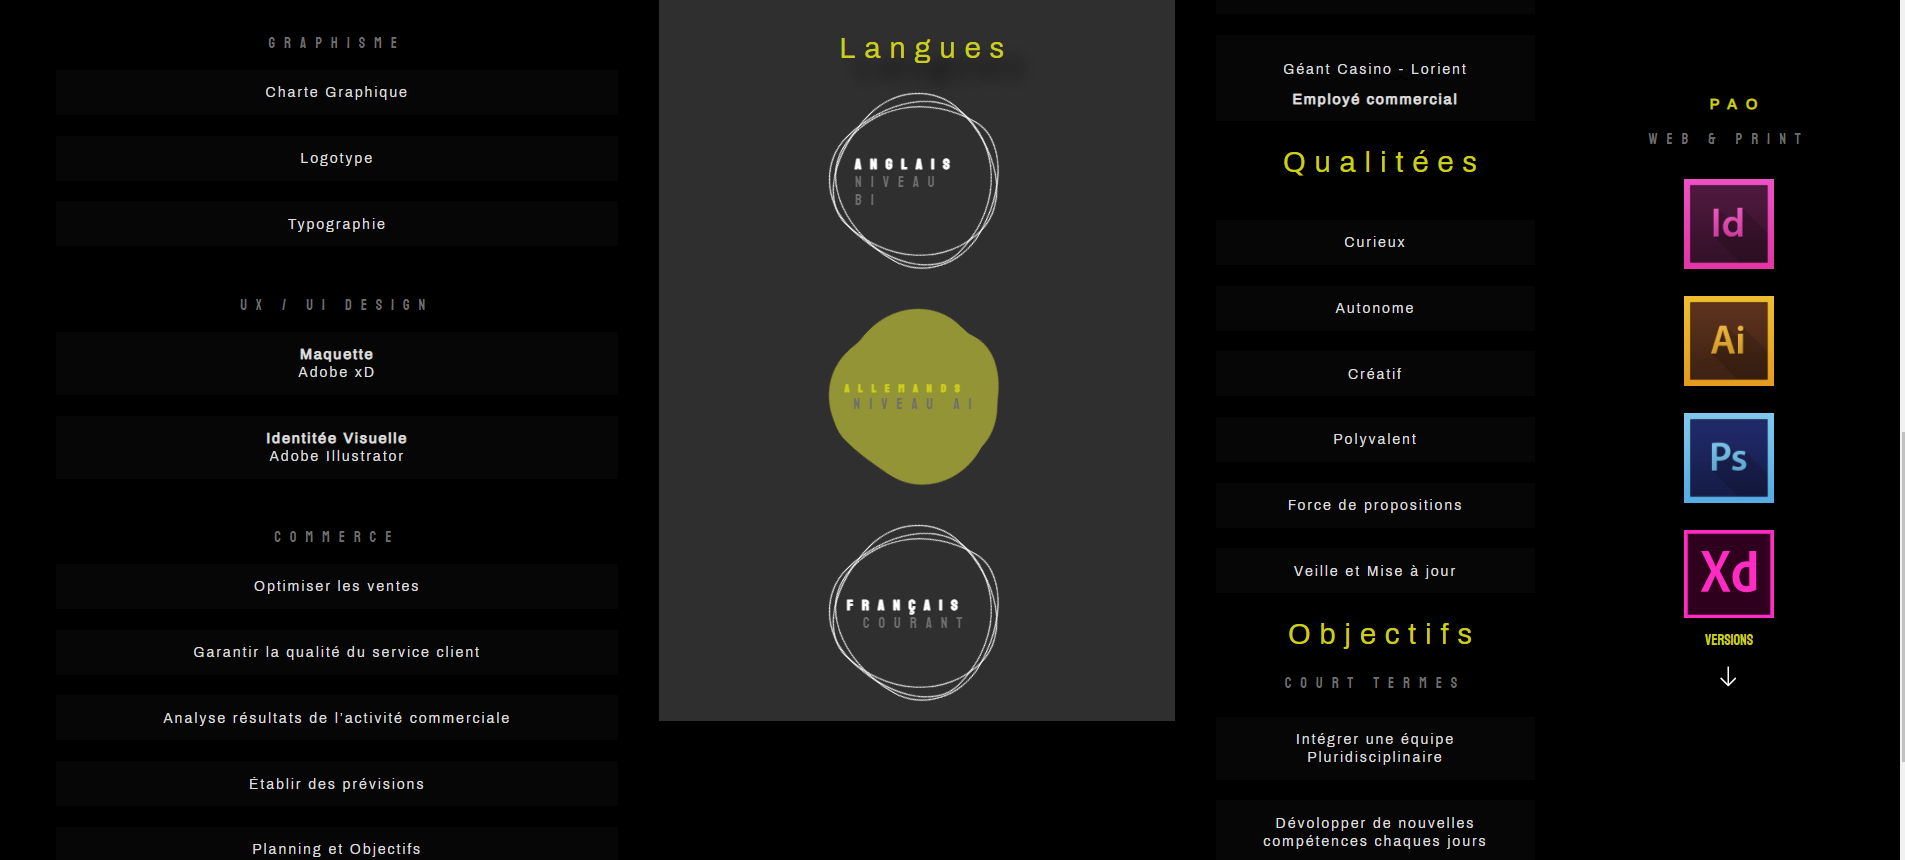 GRAPHISME
Charte Graphique
Logotype
Typographie
UX / UI DESIGN
Maquette
Adobe xD
Identitée Visuelle
Adobe Illustrator
COMMERCE
Optimiser les ventes
Garantir la qualité du service client
Analyse résultats de l'activité commerciale
Établir des prévisions
Planning et Objectifs
Langues
ANGLAIS
NIVEAU
B1
ALLEMANDS
NIVEAU A1
FRANÇAIS
COURANT
Géant Casino - Lorient
Employé commercial
Qualitées
Curieux
Autonome
Créatif
Polyvalent
Force de propositions
Veille et Mise à jour
Objectifs
COURT TERMES
Intégrer une équipe
Pluridisciplinaire
Dévolopper de nouvelles
compétences chaques jours
PAO
WEB & PRINT
Id
Ai
Ps
Xd
VERSIONS